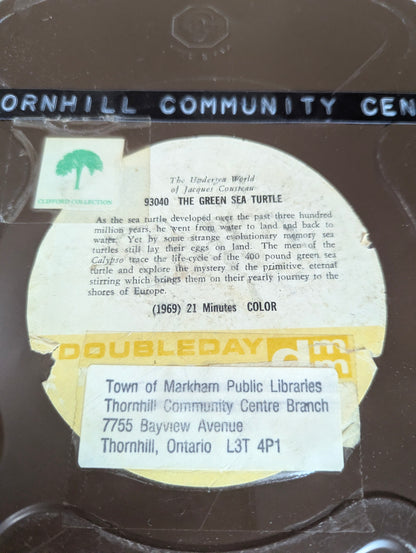 ORNHILL COMMUNITY CEN
CLIFFORD COLLECTION
The Undersea World
of Jacques Cousteau
93040 THE GREEN SEA TURTLE
As the sea turtle developed over the past three hundred
million years, he went from water to land and back to
water. Yet by some strange evolutionary memory sea
turtles still lay their eggs on land. The men of the
Calypso trace the life-cycle of the 400 pound green sea
turtle and explore the mystery of the primitive, eternal
stirring which brings them on their yearly journey to the
shores of Europe.
(1969) 21 Minutes COLOR
DOUBLEDAY dmm
Town of Markham Public Libraries
Thornhill Community Centre Branch
7755 Bayview Avenue
Thornhill, Ontario L3T 4P1